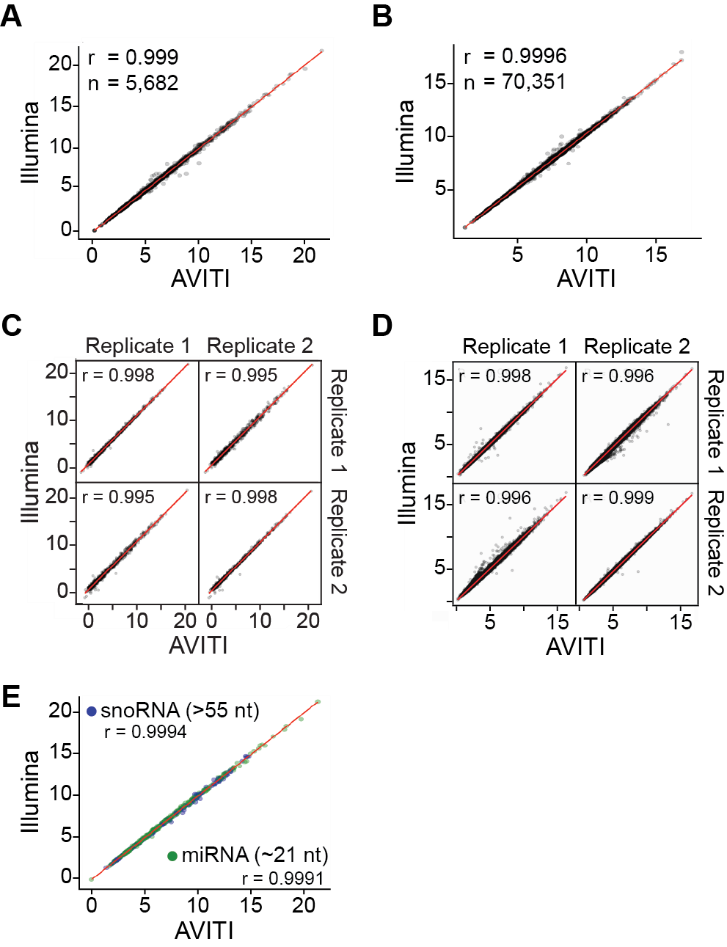 A
r = 0.999
n = 5,682
20
15
10
5
0
Illumina
0 5 10 15 20
AVITI
B
r = 0.9996
n = 70,351
15
10
5
Illumina
5 10 15
AVITI
C
Replicate 1 Replicate 2
r = 0.998 r = 0.995
20
10
0
Replicate 1
r = 0.995 r = 0.998
20
10
0
Replicate 2
Illumina
0 10 20 0 10 20
AVITI
D
Replicate 1 Replicate 2
r = 0.998 r = 0.996
15
5
Replicate 1
r = 0.996 r = 0.999
15
5
Replicate 2
Illumina
5 15 5 15
AVITI
E
snoRNA (>55 nt)
r = 0.9994
20
15
10
5
0
Illumina
miRNA (~21 nt)
r = 0.9991
0 5 10 15 20
AVITI